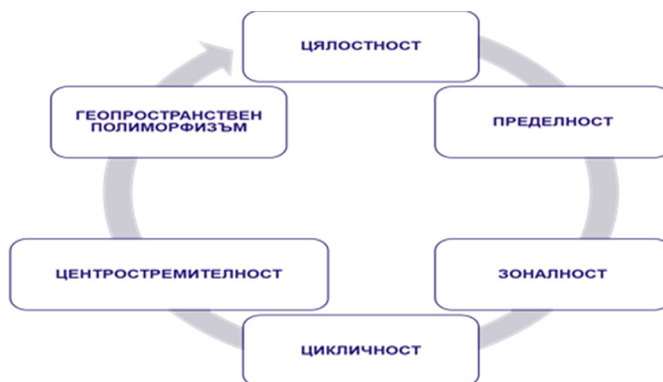 ЦЯЛОСТНОСТ
ПРЕДЕЛНОСТ
ЗОНАЛНОСТ
ЦИКЛИЧНОСТ
ЦЕНТРОСТРЕМИТЕЛНОСТ
ГЕОПРОСТРАНСТВЕН
ПОЛИМОРФИЗЪМ